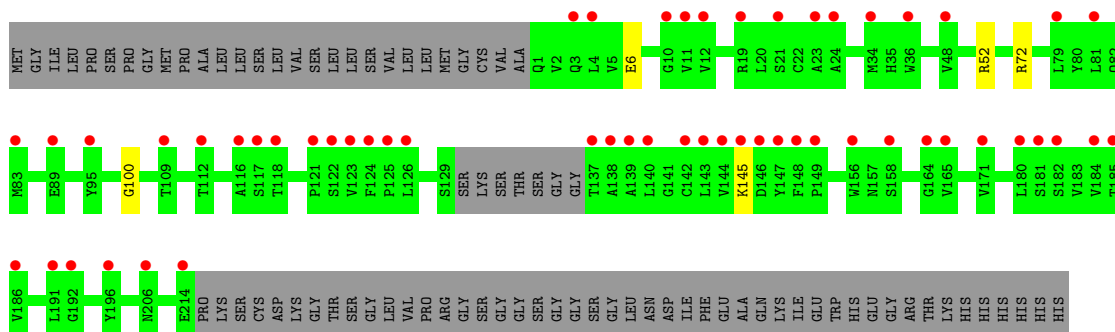 MET GLY ILE LEU PRO SER PRO GLY MET PRO ALA LEU LEU SER LEU VAL SER LEU LEU SER VAL LEU LEU MET GLY CYS VAL ALA Q1 V2 Q3 L4 V5 E6 G10 V11 V12 R19 L20 S21 C22 A23 A24 M34 H35 W36 V48 R52 R72 L79 Y80 L81 Q82
M83 E89 Y95 G100 T109 T112 A116 S117 T118 P121 S122 V123 F124 P125 L126 S129 SER LYS SER THR SER GLY GLY T137 A138 A139 L140 G141 C142 L143 V144 K145 D146 Y147 F148 P149 W156 N157 S158 G164 V165 V171 L180 S181 S182 V183 V184 T185
V186 L191 G192 Y196 N206 E214 PRO LYS SER CYS ASP LYS GLY THR SER GLY LEU VAL PRO ARG GLY SER GLY GLY SER GLY GLY SER GLY LEU ASN ASP ILE PHE GLU ALA GLN LYS ILE GLU TRP HIS GLU GLY ARG THR LYS HIS HIS HIS HIS HIS HIS